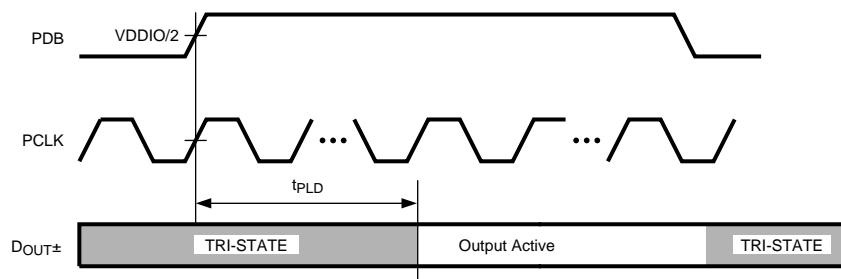 PDB
VDDIO/2
PCLK
tPLD
DOUT±
TRI-STATE
Output Active
TRI-STATE